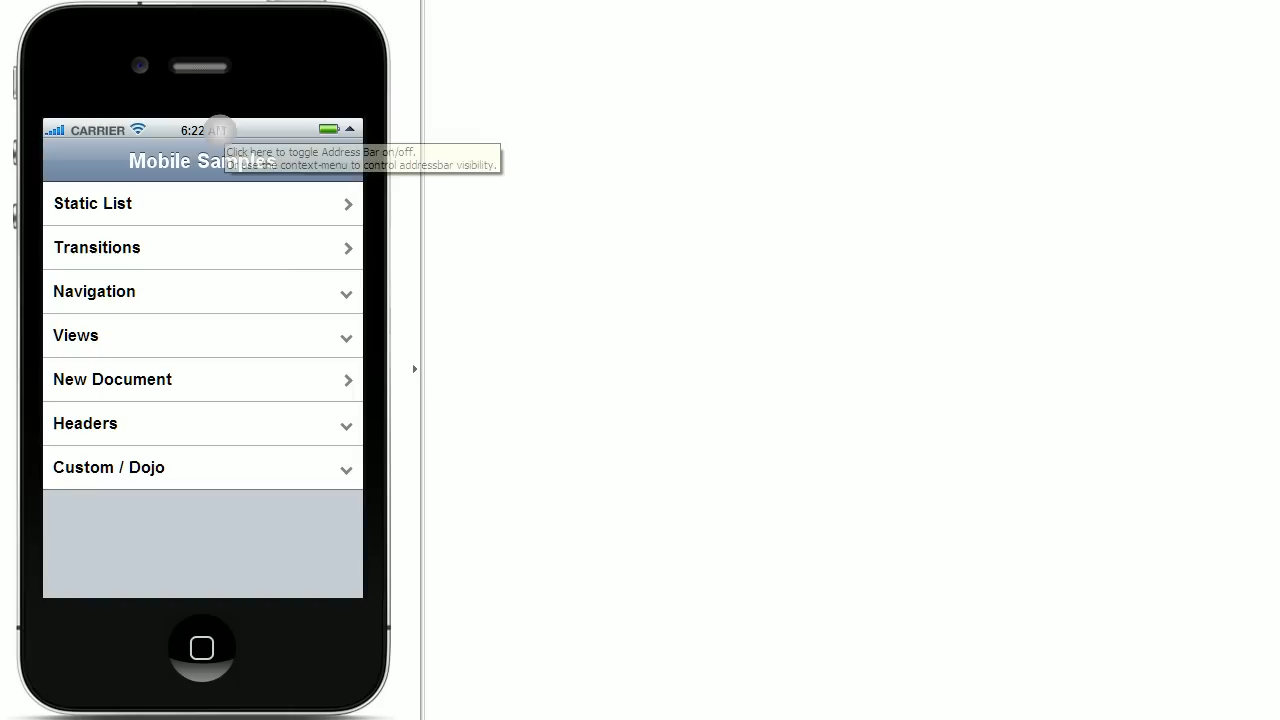 CARRIER 6:22 AM
Click here to toggle Address Bar on/off.
Or use the context-menu to control addressbar visibility.
Mobile Samples
Static List
Transitions
Navigation
Views
New Document
Headers
Custom / Dojo